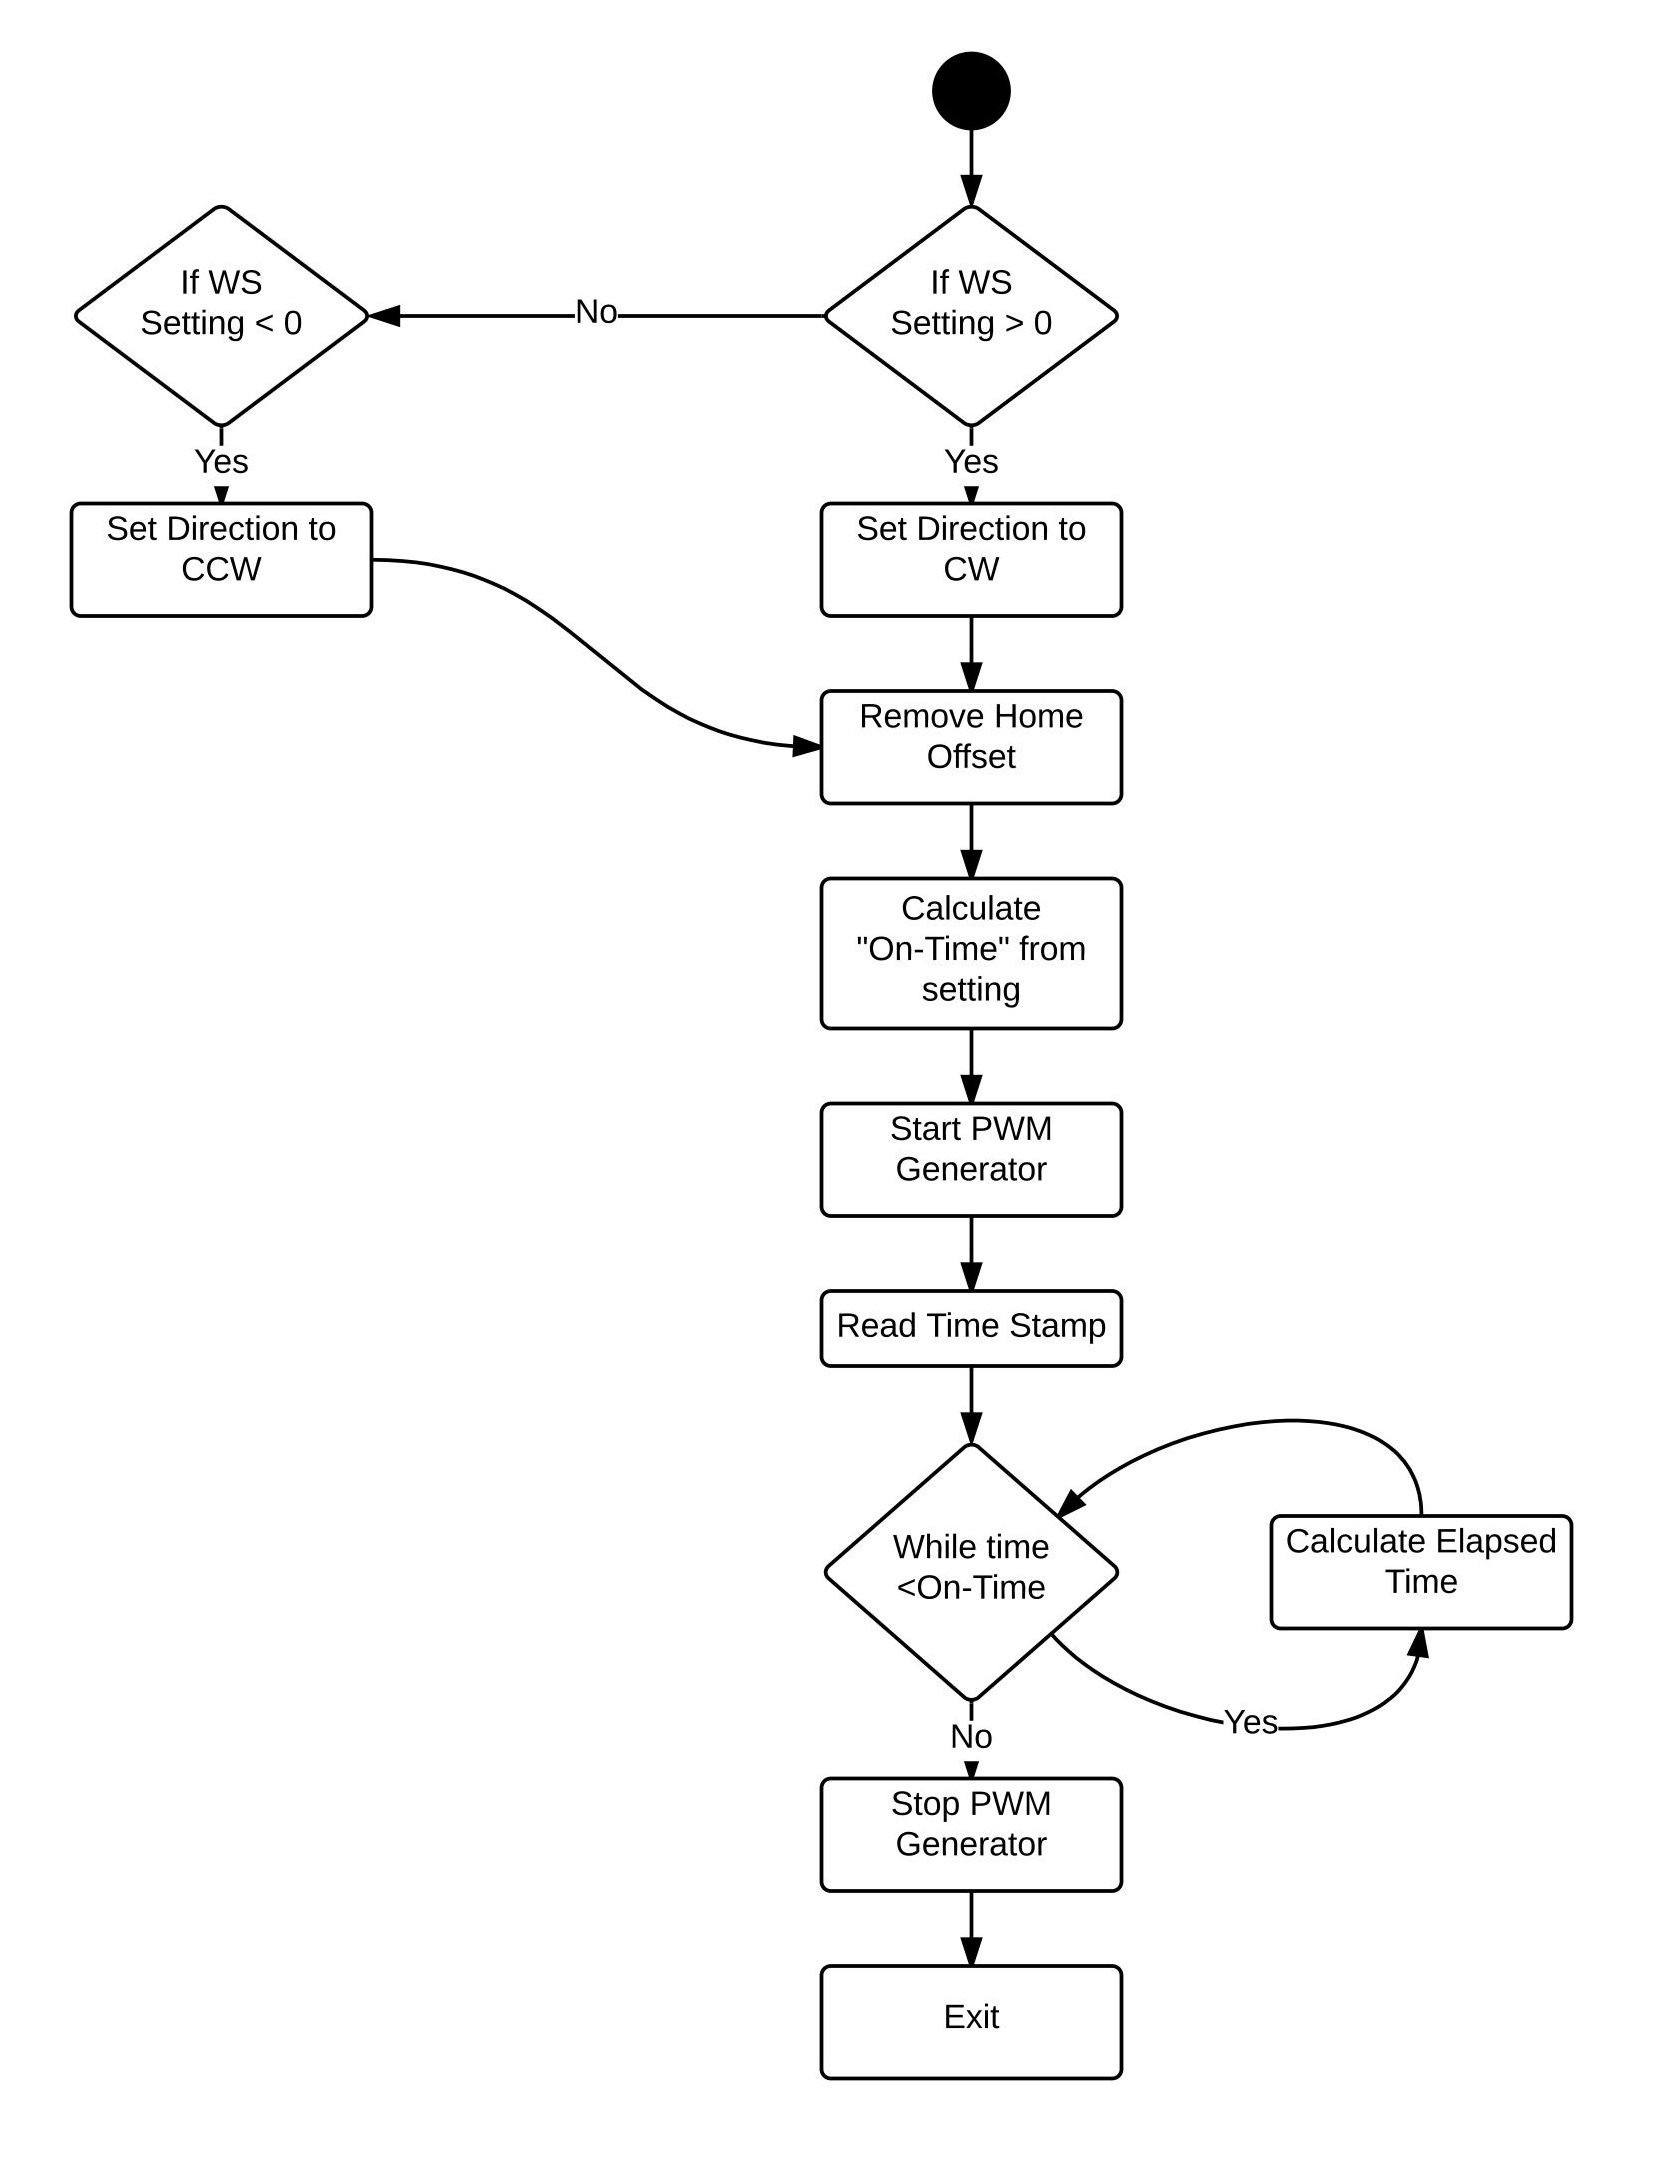 If WS
Setting < 0
No
If WS
Setting > 0
Yes
Yes
Set Direction to
CCW
Set Direction to
CW
Remove Home
Offset
Calculate
"On-Time" from
setting
Start PWM
Generator
Read Time Stamp
While time
<On-Time
Calculate Elapsed
Time
Yes
No
Stop PWM
Generator
Exit